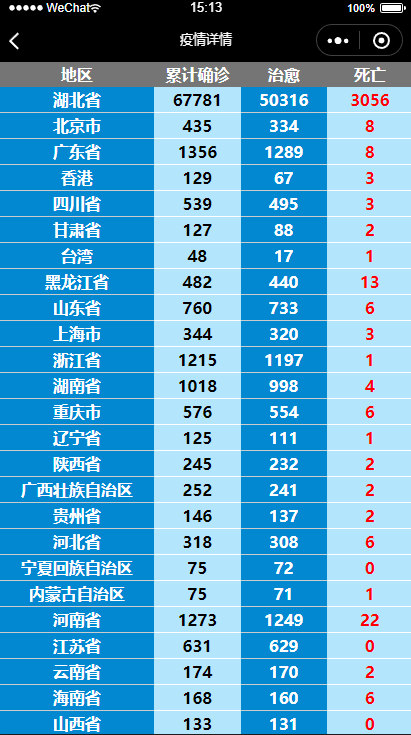 WeChat 15:13 100%
疫情详情
地区 累计确诊 治愈 死亡
湖北省 67781 50316 3056
北京市 435 334 8
广东省 1356 1289 8
香港 129 67 3
四川省 539 495 3
甘肃省 127 88 2
台湾 48 17 1
黑龙江省 482 440 13
山东省 760 733 6
上海市 344 320 3
浙江省 1215 1197 1
湖南省 1018 998 4
重庆市 576 554 6
辽宁省 125 111 1
陕西省 245 232 2
广西壮族自治区 252 241 2
贵州省 146 137 2
河北省 318 308 6
宁夏回族自治区 75 72 0
内蒙古自治区 75 71 1
河南省 1273 1249 22
江苏省 631 629 0
云南省 174 170 2
海南省 168 160 6
山西省 133 131 0